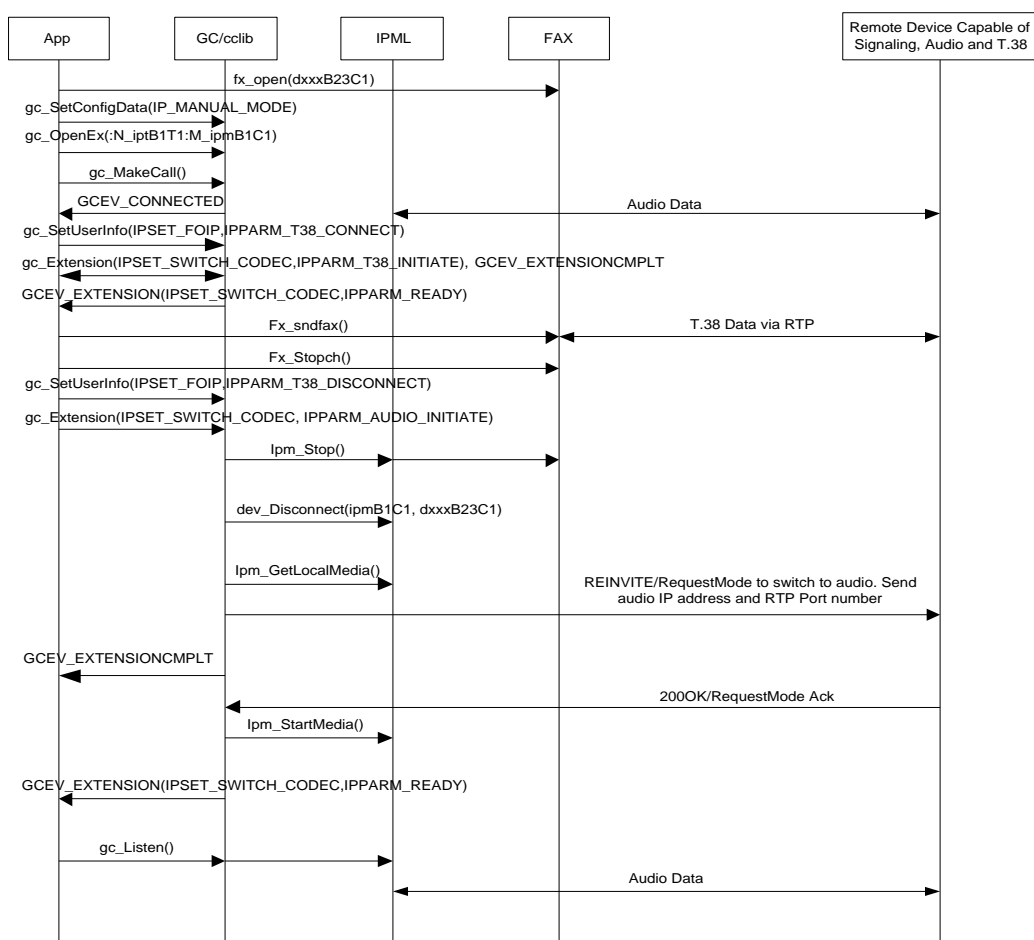 App
GC/cclib
IPML
FAX
Remote Device Capable of
Signaling, Audio and T.38
fx_open(dxxxB23C1)
gc_SetConfigData(IP_MANUAL_MODE)
gc_OpenEx(:N_iptB1T1:M_ipmB1C1)
gc_MakeCall()
GCEV_CONNECTED
Audio Data
gc_SetUserInfo(IPSET_FOIP,IPPARM_T38_CONNECT)
gc_Extension(IPSET_SWITCH_CODEC,IPPARM_T38_INITIATE), GCEV_EXTENSIONCMPLT
GCEV_EXTENSION(IPSET_SWITCH_CODEC,IPPARM_READY)
Fx_sndfax()
T.38 Data via RTP
Fx_Stopch()
gc_SetUserInfo(IPSET_FOIP,IPPARM_T38_DISCONNECT)
gc_Extension(IPSET_SWITCH_CODEC, IPPARM_AUDIO_INITIATE)
Ipm_Stop()
dev_Disconnect(ipmB1C1, dxxxB23C1)
Ipm_GetLocalMedia()
REINVITE/RequestMode to switch to audio. Send
audio IP address and RTP Port number
GCEV_EXTENSIONCMPLT
200OK/RequestMode Ack
Ipm_StartMedia()
GCEV_EXTENSION(IPSET_SWITCH_CODEC,IPPARM_READY)
gc_Listen()
Audio Data